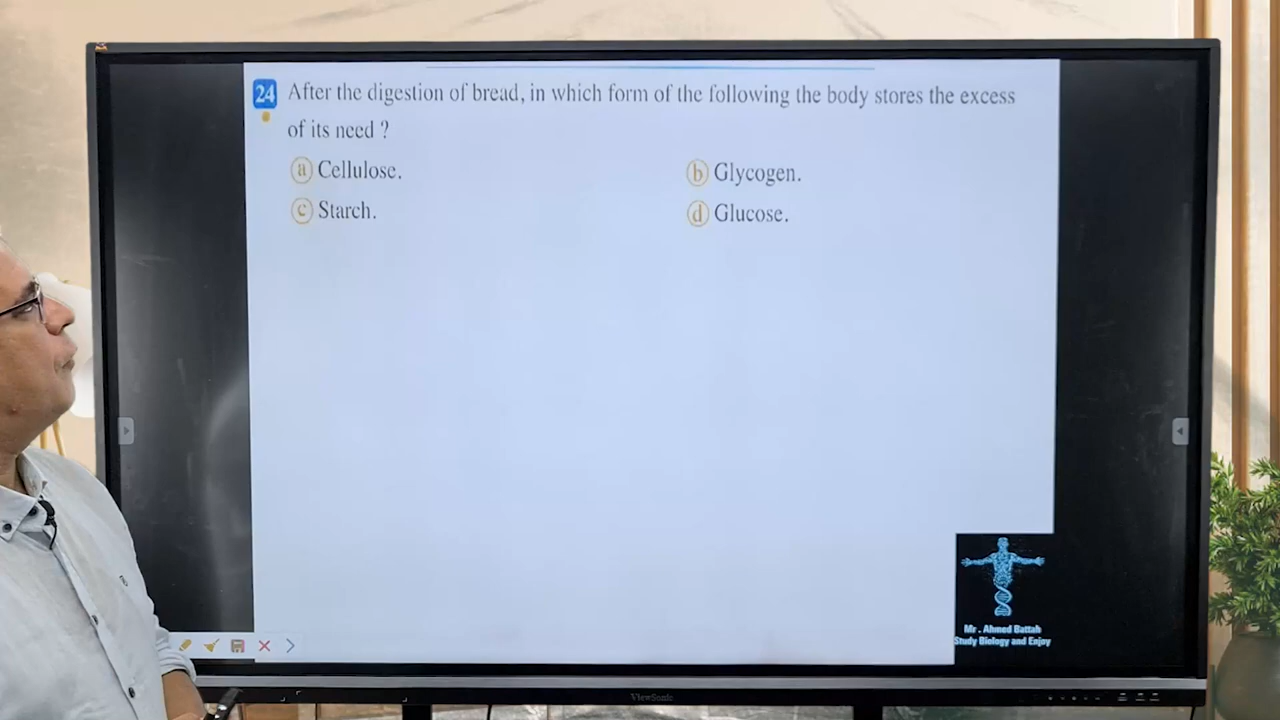 24 After the digestion of bread, in which form of the following the body stores the excess
of its need ?
a Cellulose.
b Glycogen.
c Starch.
d Glucose.
Mr . Ahmed Battah
Study Biology and Enjoy
ViewSonic